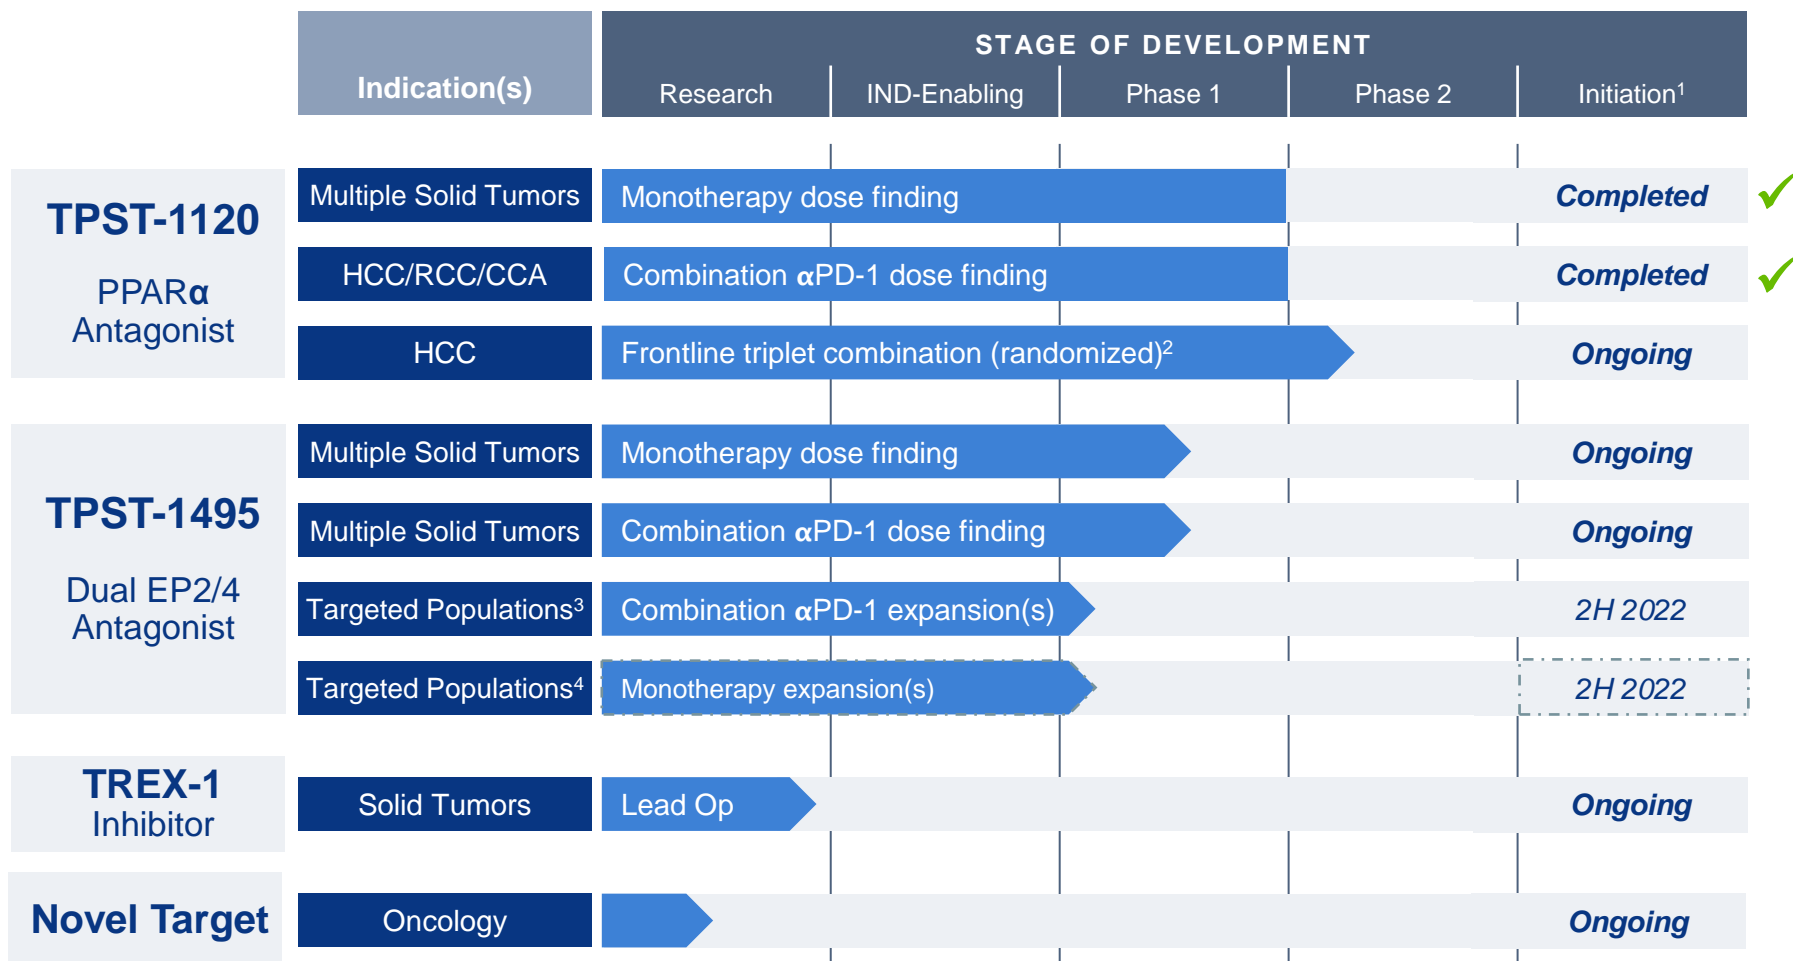 STAGE OF DEVELOPMENT
Indication(s)
Research
IND-Enabling
Phase 1
Phase 2
Initiation¹
TPST-1120
PPARα
Antagonist
Multiple Solid Tumors
Monotherapy dose finding
Completed
HCC/RCC/CCA
Combination αPD-1 dose finding
Completed
HCC
Frontline triplet combination (randomized)²
Ongoing
TPST-1495
Dual EP2/4
Antagonist
Multiple Solid Tumors
Monotherapy dose finding
Ongoing
Multiple Solid Tumors
Combination αPD-1 dose finding
Ongoing
Targeted Populations³
Combination αPD-1 expansion(s)
2H 2022
Targeted Populations⁴
Monotherapy expansion(s)
2H 2022
TREX-1
Inhibitor
Solid Tumors
Lead Op
Ongoing
Novel Target
Oncology
Ongoing